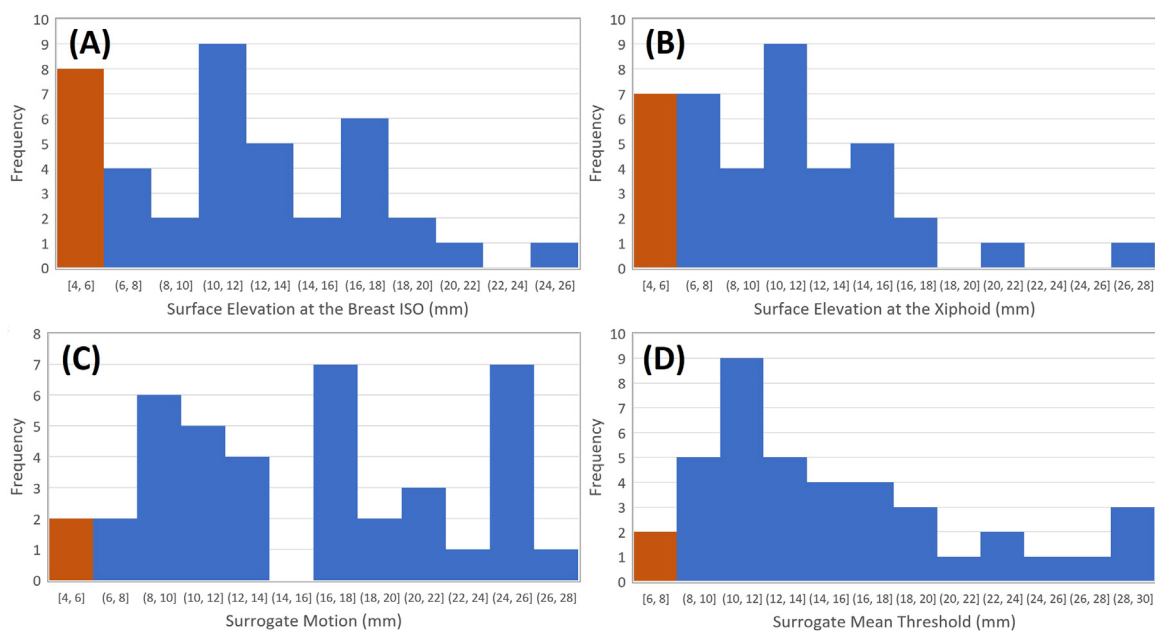 (A)
10
9
8
7
6
5
4
3
2
1
0
Frequency
[4, 6] (6, 8] (8, 10] (10, 12] (12, 14] (14, 16] (16, 18] (18, 20] (20, 22] (22, 24] (24, 26]
Surface Elevation at the Breast ISO (mm)
(B)
10
9
8
7
6
5
4
3
2
1
0
Frequency
[4, 6] (6, 8] (8, 10] (10, 12] (12, 14] (14, 16] (16, 18] (18, 20] (20, 22] (22, 24] (24, 26] (26, 28]
Surface Elevation at the Xiphoid (mm)
(C)
8
7
6
5
4
3
2
1
0
Frequency
[4, 6] (6, 8] (8, 10] (10, 12] (12, 14] (14, 16] (16, 18] (18, 20] (20, 22] (22, 24] (24, 26] (26, 28]
Surrogate Motion (mm)
(D)
10
9
8
7
6
5
4
3
2
1
0
Frequency
[6, 8] (8, 10] (10, 12] (12, 14] (14, 16] (16, 18] (18, 20] (20, 22] (22, 24] (24, 26] (26, 28] (28, 30]
Surrogate Mean Threshold (mm)